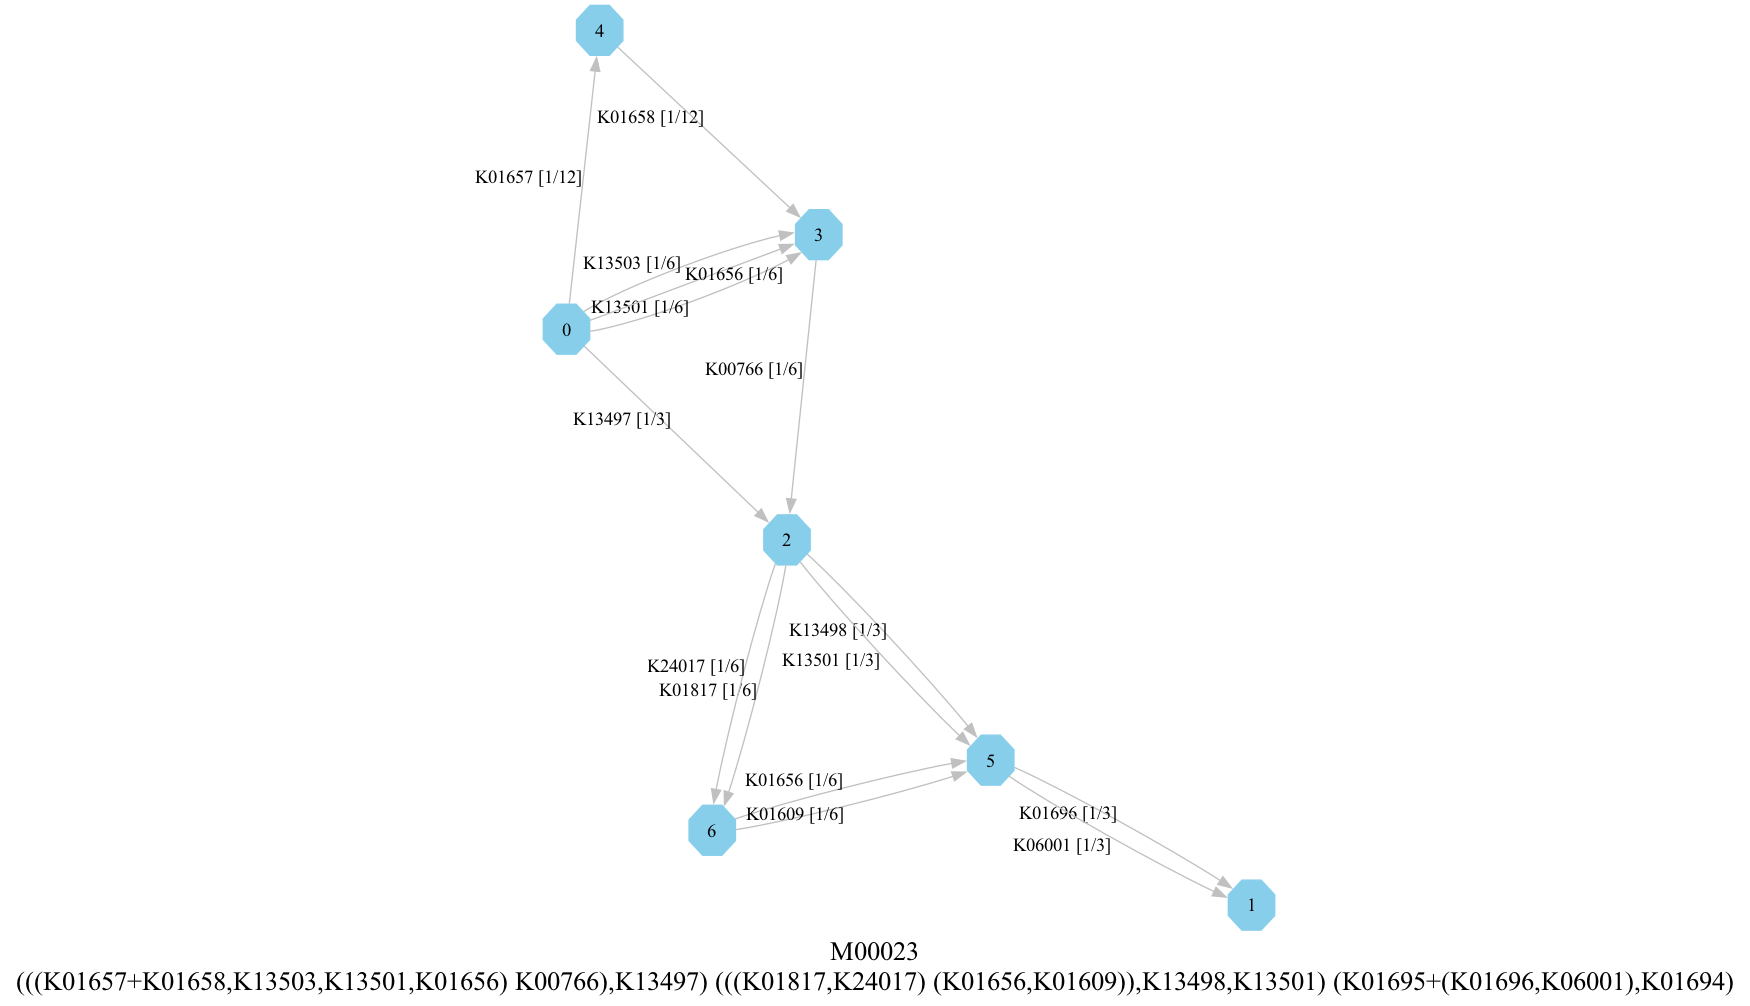 4
K01658 [1/12]
K01657 [1/12]
3
K13503 [1/6]
K01656 [1/6]
K13501 [1/6]
0
K00766 [1/6]
K13497 [1/3]
2
K13498 [1/3]
K13501 [1/3]
K24017 [1/6]
K01817 [1/6]
5
K01656 [1/6]
K01609 [1/6]
6
K01696 [1/3]
K06001 [1/3]
1
M00023
(((K01657+K01658,K13503,K13501,K01656) K00766),K13497) (((K01817,K24017) (K01656,K01609)),K13498,K13501) (K01695+(K01696,K06001),K01694)